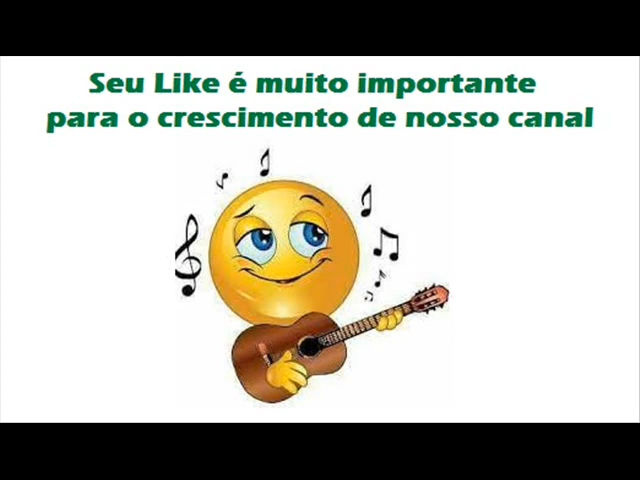 Seu Like é muito importante
para o crescimento de nosso canal